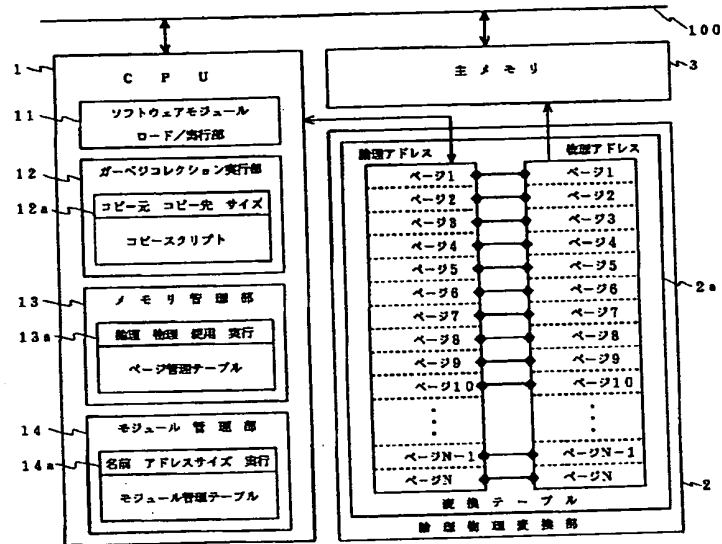 100
1
CPU
11
ソフトウェアモジュール
ロード/実行部
12
ガーベジコレクション実行部
12a
コピー元 コピー先 サイズ
コピースクリプト
13
メモリ管理部
13a
論理 物理 使用 実行
ページ管理テーブル
14
モジュール管理部
14a
名前 アドレスサイズ 実行
モジュール管理テーブル
主メモリ
3
論理アドレス
ページ1
ページ2
ページ3
ページ4
ページ5
ページ6
ページ7
ページ8
ページ9
ページ10
ページN-1
ページN
物理アドレス
ページ1
ページ2
ページ3
ページ4
ページ5
ページ6
ページ7
ページ8
ページ9
ページ10
ページN-1
ページN
2a
変換テーブル
2
論理物理変換部